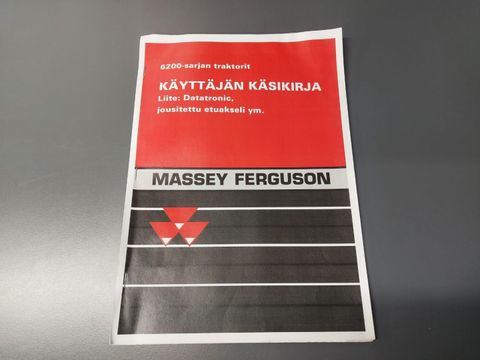 6200-sarjan traktorit
KÄYTTÄJÄN KÄSIKIRJA
Liite: Datatronic,
jousitettu etuakseli ym.
MASSEY FERGUSON